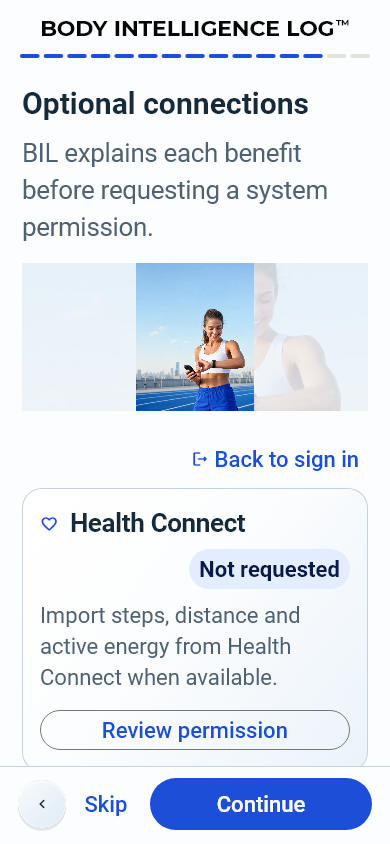 BODY INTELLIGENCE LOG™
Optional connections
BIL explains each benefit
before requesting a system
permission.
Back to sign in
Health Connect
Not requested
Import steps, distance and
active energy from Health
Connect when available.
Review permission
Skip
Continue